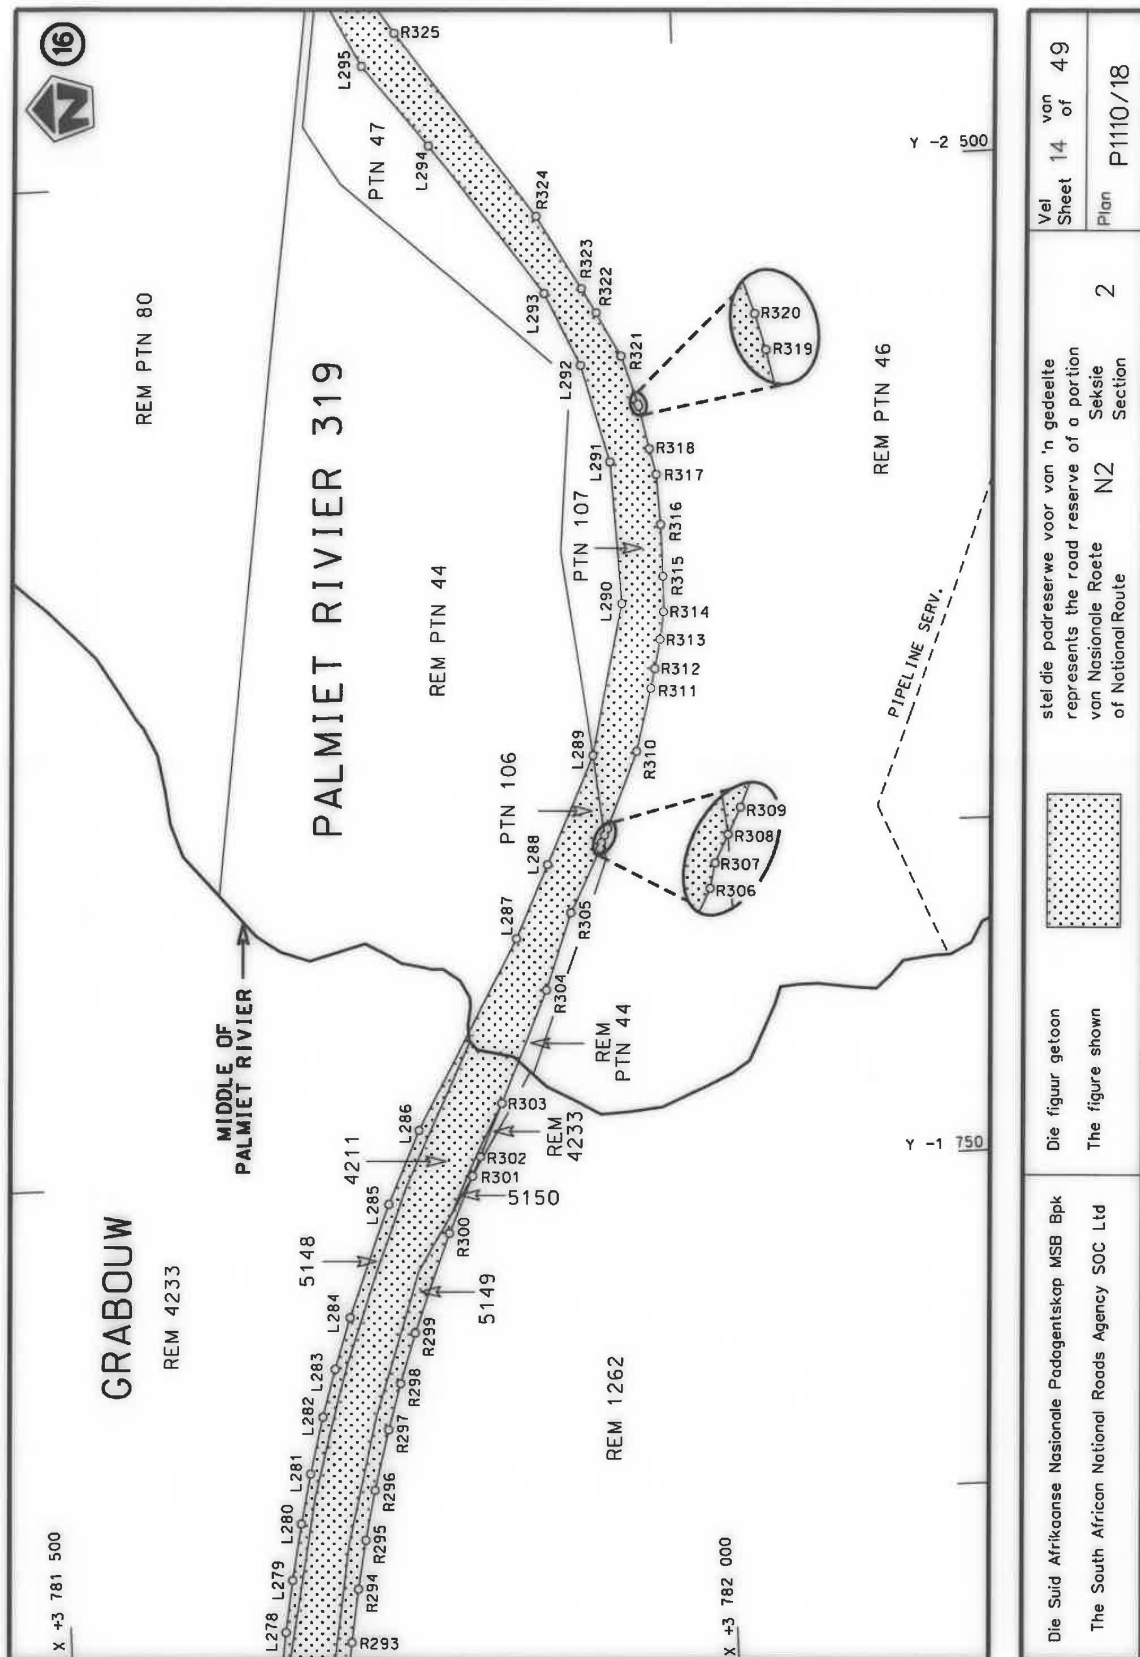 16
N
GRABOUW
REM 4233
MIDDLE OF
PALMIET RIVIER
PALMIET RIVIER 319
REM PTN 80
REM PTN 44
PTN 47
PTN 106
PTN 107
REM PTN 46
REM
PTN 44
REM
4233
4211
5148
5149
5150
REM 1262
PIPELINE SERV.
L278
L279
L280
L281
L282
L283
L284
L285
L286
L287
L288
L289
L290
L291
L292
L293
L294
L295
R293
R294
R295
R296
R297
R298
R299
R300
R301
R302
R303
R304
R305
R306
R307
R308
R309
R310
R311
R312
R313
R314
R315
R316
R317
R318
R319
R320
R321
R322
R323
R324
R325
X +3 781 500
X +3 782 000
Y -1 750
Y -2 500
Die Suid Afrikaanse Nasionale Padagentskap MSB Bpk
The South African National Roads Agency SOC Ltd
Die figuur getoon
The figure shown
stel die padreserwe voor van 'n gedeelte
represents the road reserve of a portion
van Nasionale Roete N2 Seksie 2
of National Route Section
Vel 14 van 49
Sheet of
Plan P1110/18